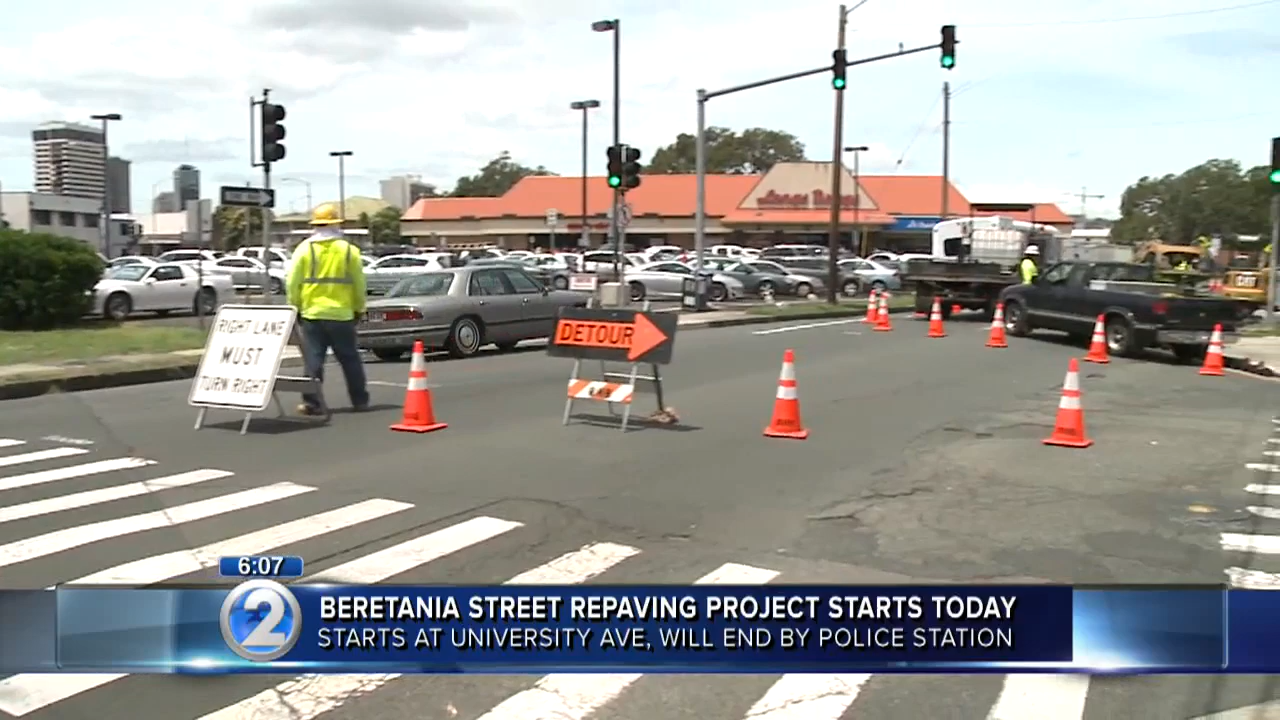 RIGHT LANE
MUST
TURN RIGHT
DETOUR
6:07
2
BERETANIA STREET REPAVING PROJECT STARTS TODAY
STARTS AT UNIVERSITY AVE, WILL END BY POLICE STATION